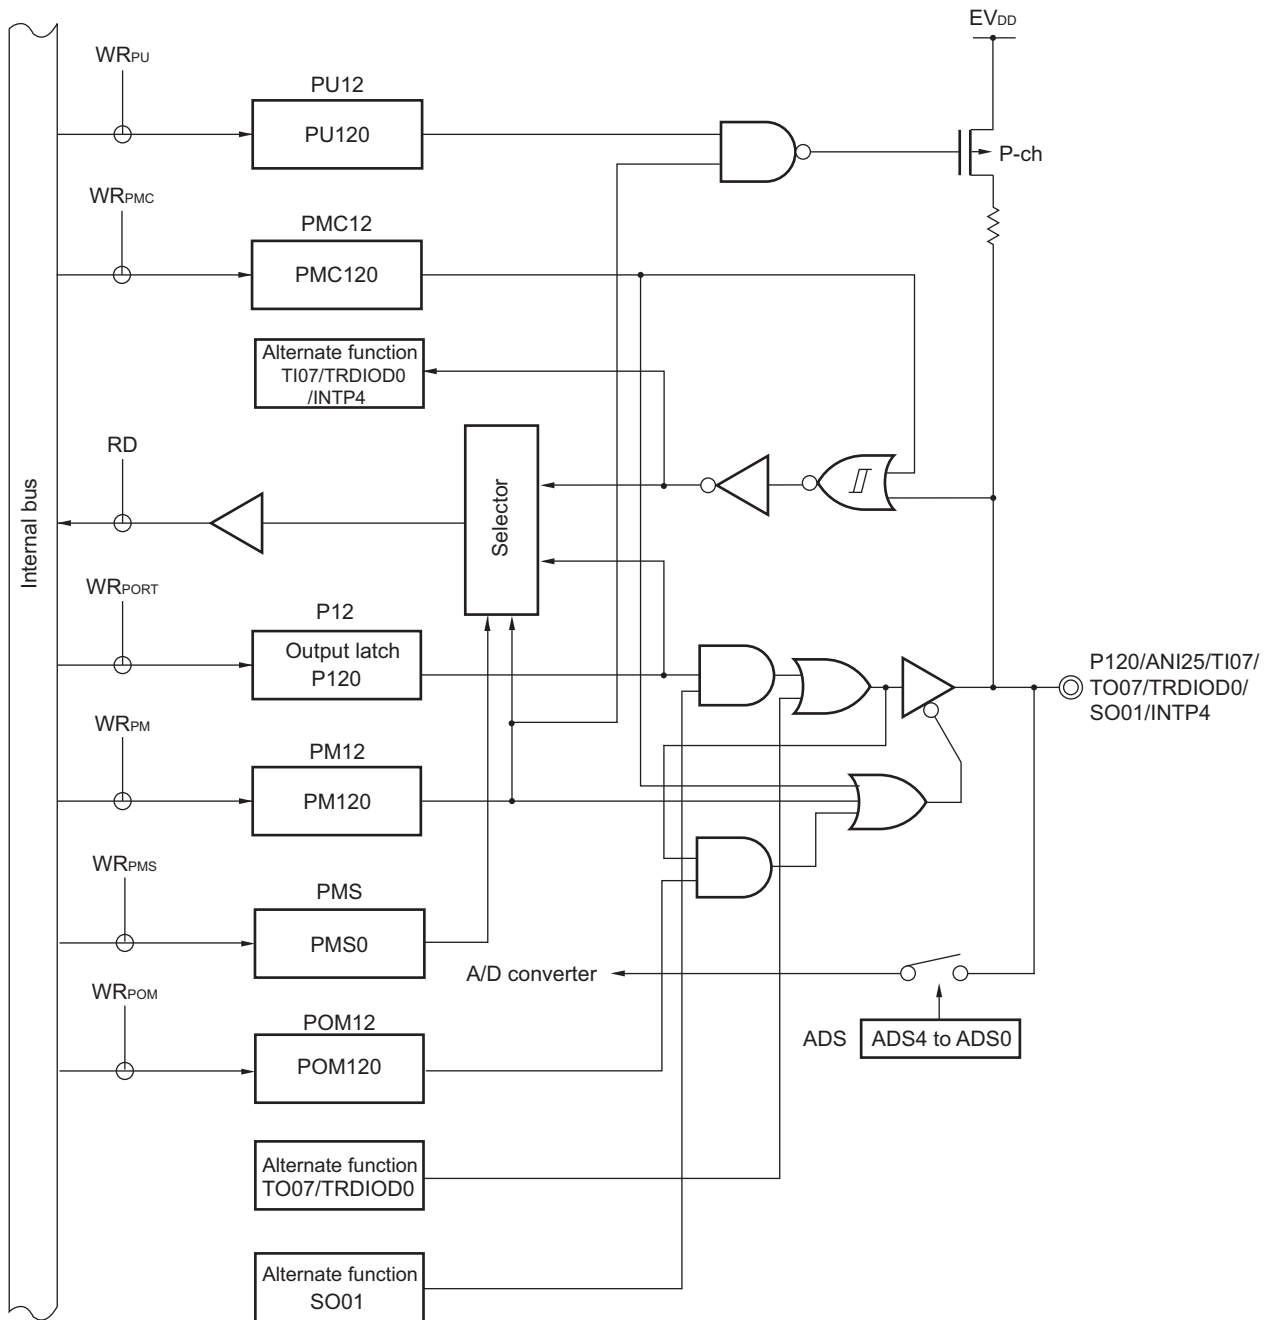 EVDD
WRPU
PU12
PU120
P-ch
WRPMC
PMC12
PMC120
Alternate function
TI07/TRDIOD0
/INTP4
RD
Selector
Internal bus
WRPORT
P12
Output latch
P120
P120/ANI25/TI07/
TO07/TRDIOD0/
SO01/INTP4
WRPM
PM12
PM120
WRPMS
PMS
PMS0
A/D converter
WRPOM
POM12
POM120
ADS
ADS4 to ADS0
Alternate function
TO07/TRDIOD0
Alternate function
SO01